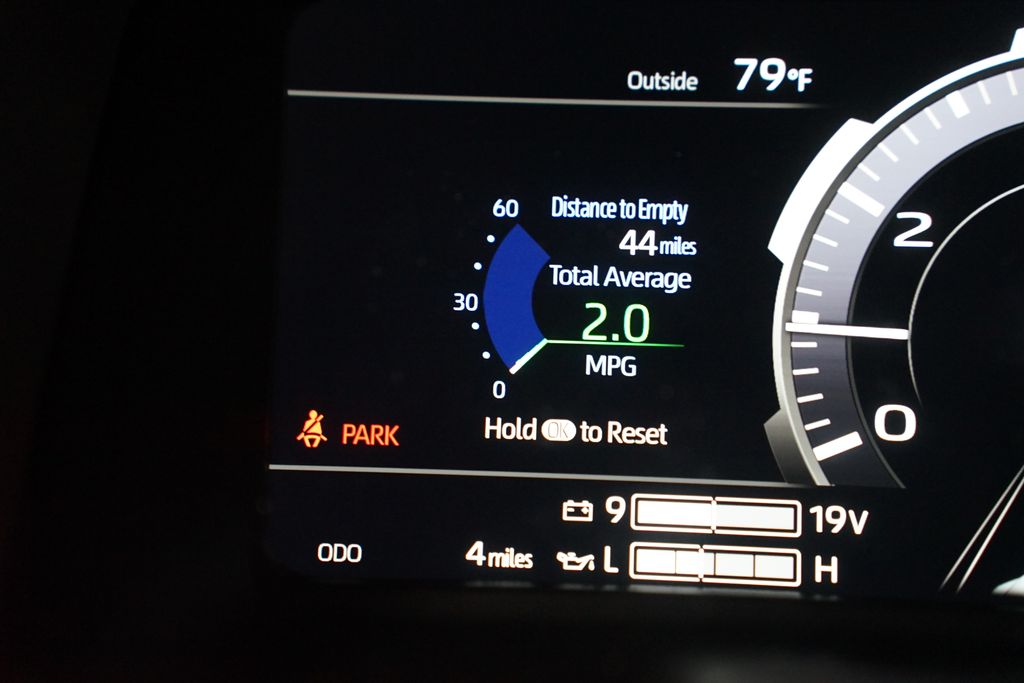 Outside 79°F
60
Distance to Empty
44 miles
Total Average
30
2.0
MPG
0
Hold OK to Reset
PARK
2
0
9 19V
ODO 4 miles L H